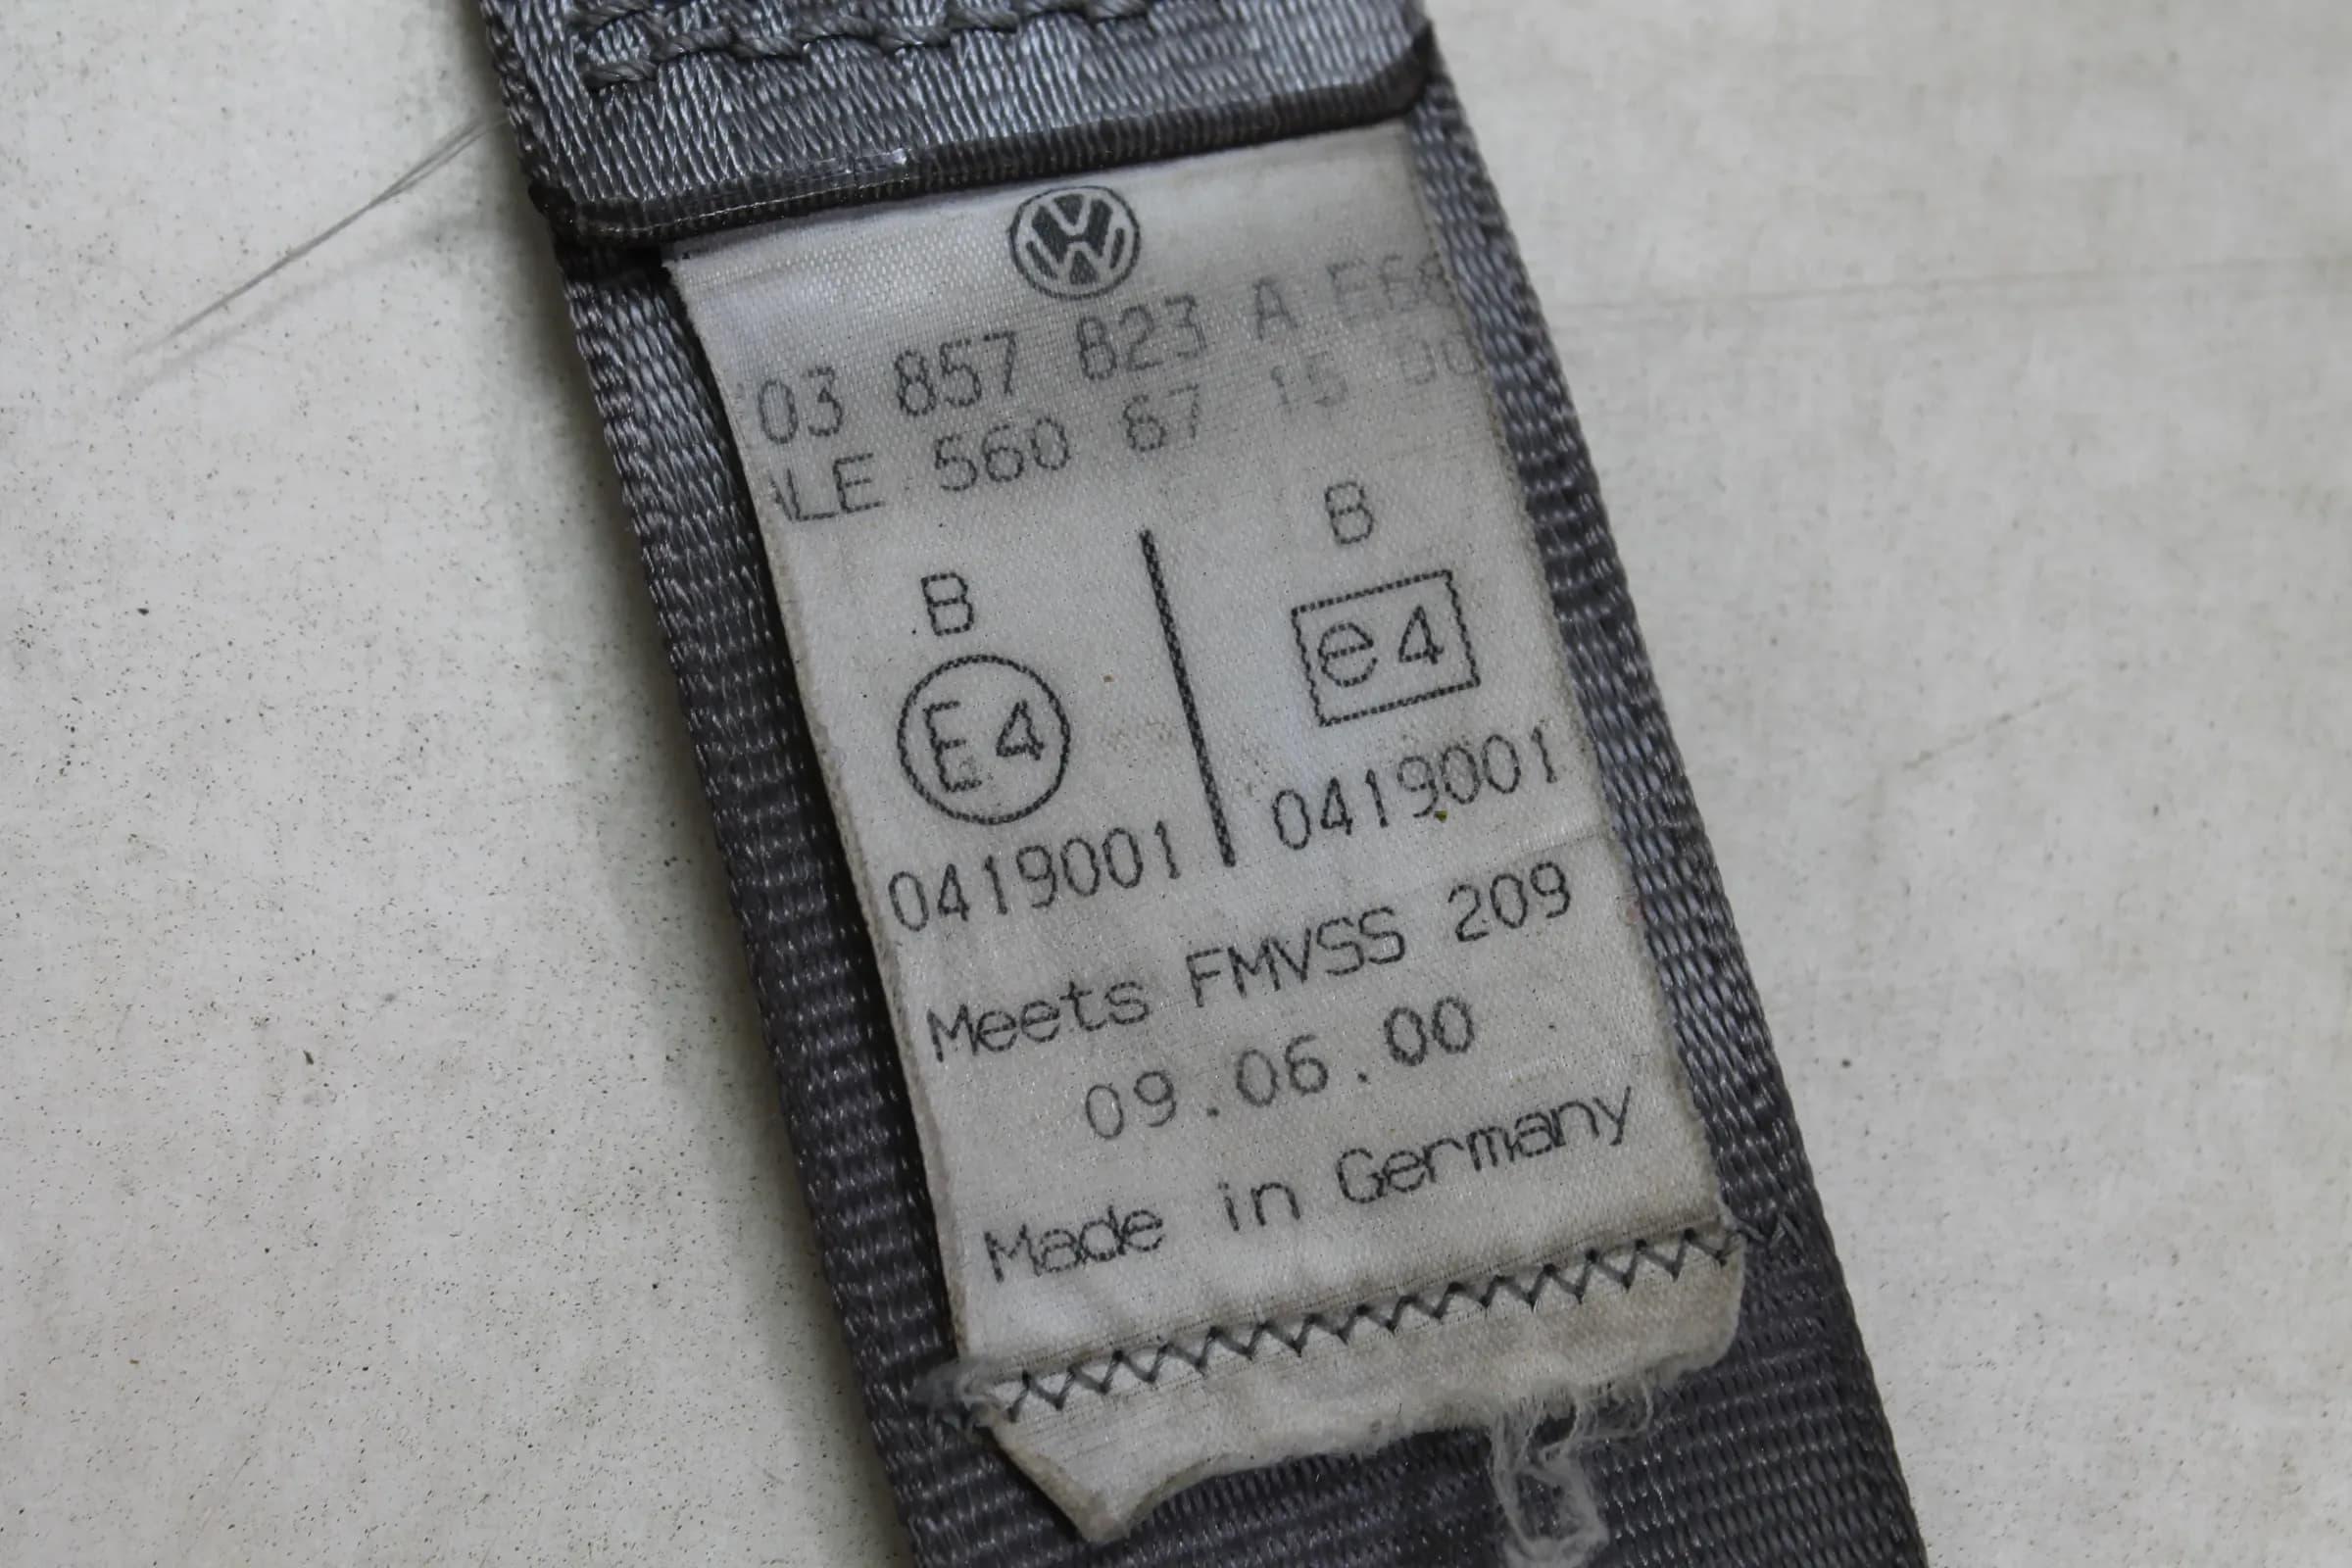 03 857 823 A
LE 560 67 15
B B
E4 e4
0419001 0419001
Meets FMVSS 209
09.06.00
Made in Germany